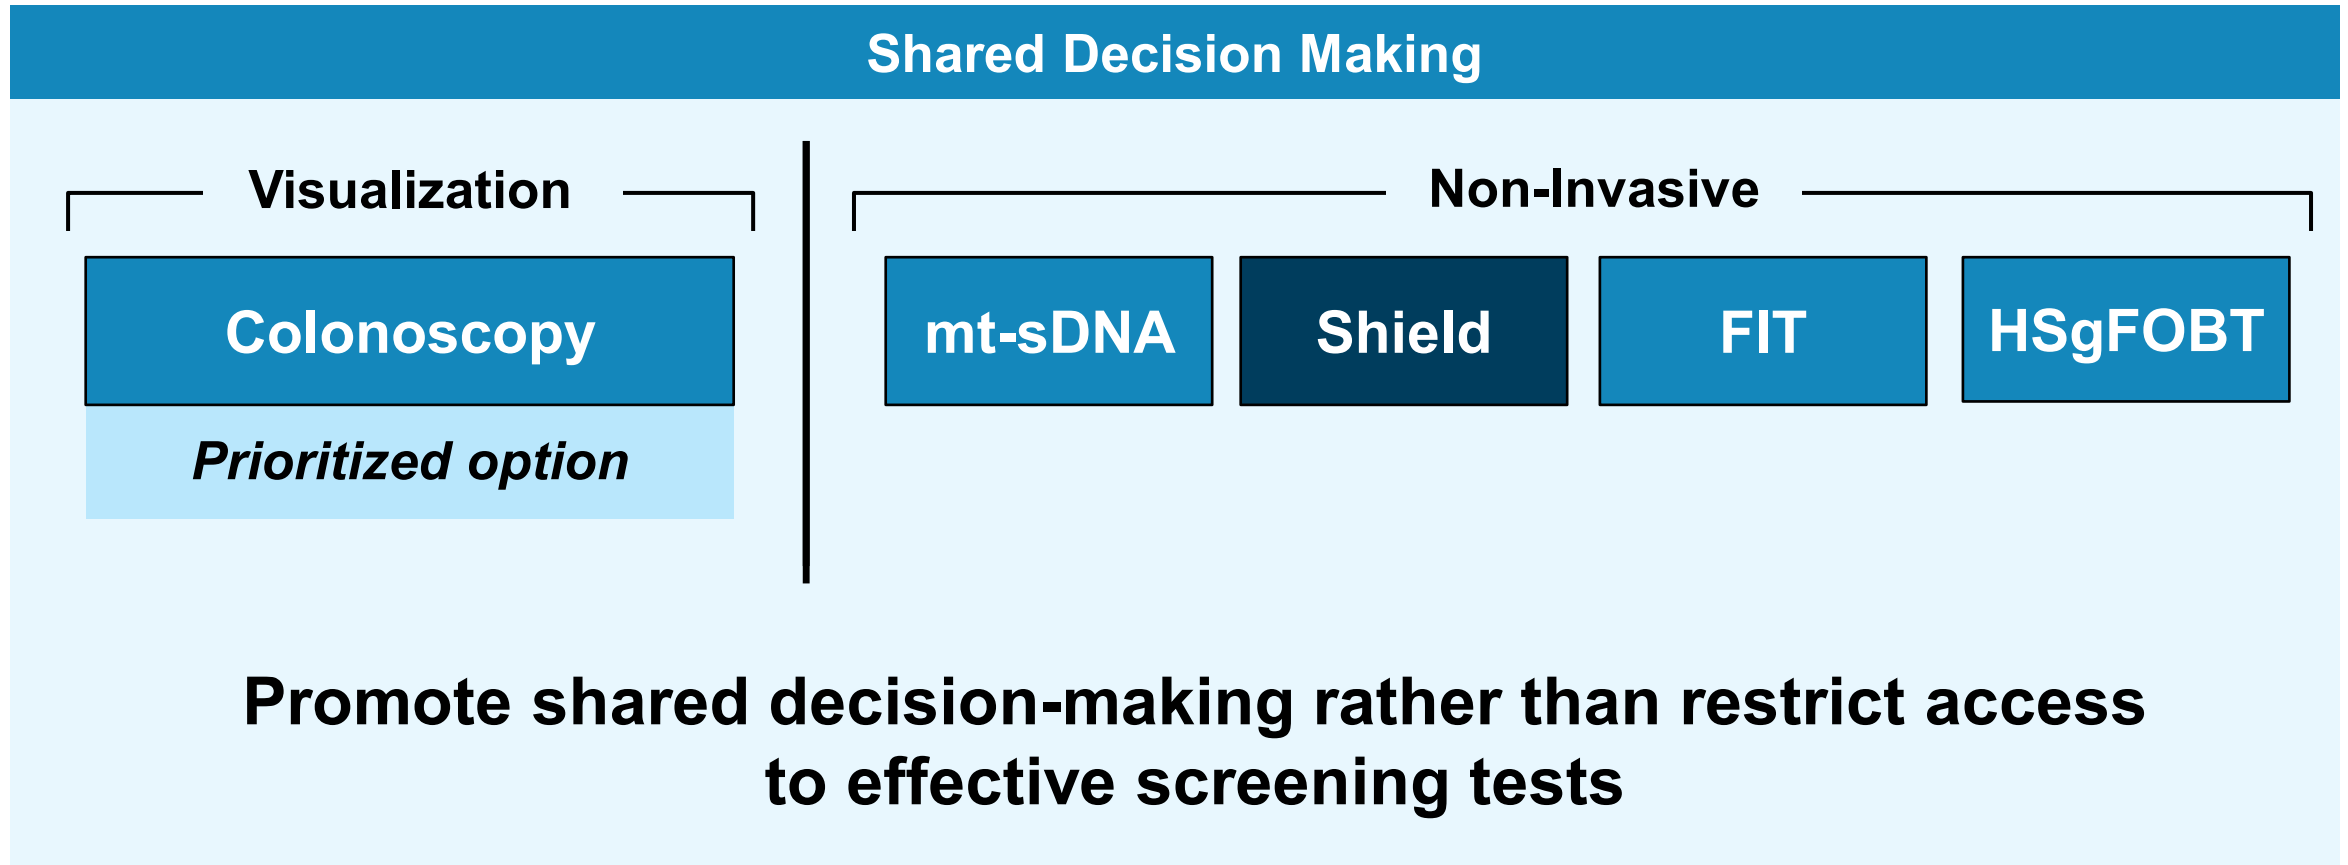 Shared Decision Making
Visualization
Non-Invasive
Colonoscopy
mt-sDNA
Shield
FIT
HSgFOBT
Prioritized option
Promote shared decision-making rather than restrict access
to effective screening tests